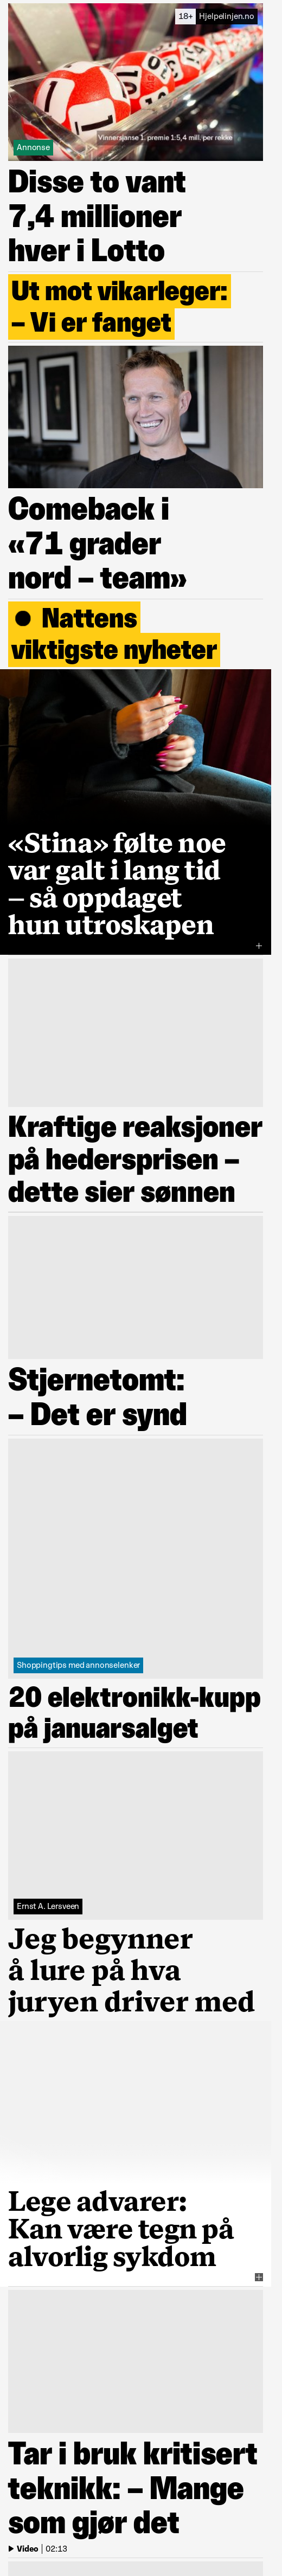 18+ Hjelpelinjen.no
Vinnersjanse 1. premie 1:5,4 mill. per rekke
Annonse
Disse to vant
7,4 millioner
hver i Lotto
Ut mot vikarleger:
– Vi er fanget
Comeback i
«71 grader
nord – team»
● Nattens
viktigste nyheter
«Stina» følte noe
var galt i lang tid
– så oppdaget
hun utroskapen
Kraftige reaksjoner
på hedersprisen –
dette sier sønnen
Stjernetomt:
– Det er synd
Shoppingtips med annonselenker
20 elektronikk-kupp
på januarsalget
Ernst A. Lersveen
Jeg begynner
å lure på hva
juryen driver med
Lege advarer:
Kan være tegn på
alvorlig sykdom
Tar i bruk kritisert
teknikk: – Mange
som gjør det
Video | 02:13